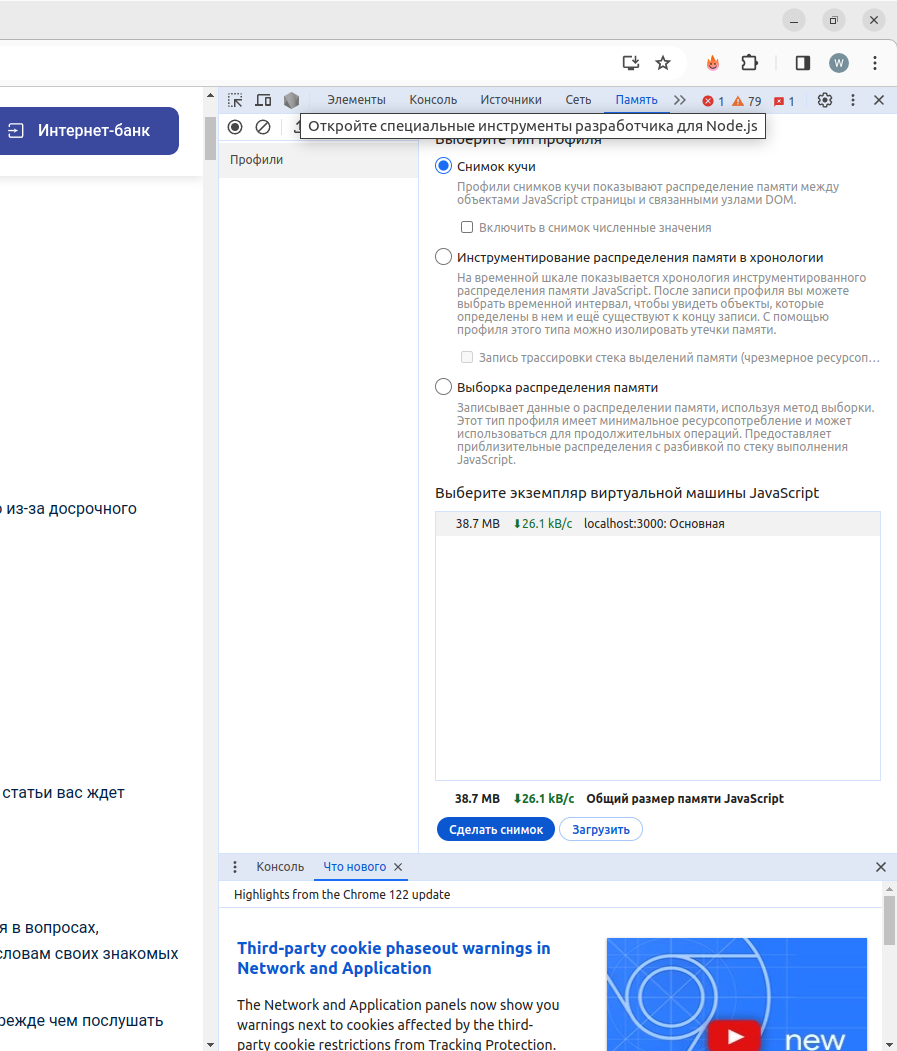 W
Интернет-банк
Элементы Консоль Источники Сеть Память 1 79 1
Откройте специальные инструменты разработчика для Node.js
Выберите тип профиля
Профили
Снимок кучи
Профили снимков кучи показывают распределение памяти между
объектами JavaScript страницы и связанными узлами DOM.
Включить в снимок численные значения
Инструментирование распределения памяти в хронологии
На временной шкале показывается хронология инструментированного
распределения памяти JavaScript. После записи профиля вы можете
выбрать временной интервал, чтобы увидеть объекты, которые
определены в нем и ещё существуют к концу записи. С помощью
профиля этого типа можно изолировать утечки памяти.
Запись трассировки стека выделений памяти (чрезмерное ресурсоп…
Выборка распределения памяти
Записывает данные о распределении памяти, используя метод выборки.
Этот тип профиля имеет минимальное ресурсопотребление и может
использоваться для продолжительных операций. Предоставляет
приблизительные распределения с разбивкой по стеку выполнения
JavaScript.
Выберите экземпляр виртуальной машины JavaScript
38.7 MB ⬇26.1 kB/c localhost:3000: Основная
38.7 MB ⬇26.1 kB/c Общий размер памяти JavaScript
Сделать снимок Загрузить
из-за досрочного
статьи вас ждет
я в вопросах,
словам своих знакомых
прежде чем послушать
Консоль Что нового
Highlights from the Chrome 122 update
Third-party cookie phaseout warnings in
Network and Application
The Network and Application panels now show you
warnings next to cookies affected by the third-
party cookie restrictions from Tracking Protection.
new